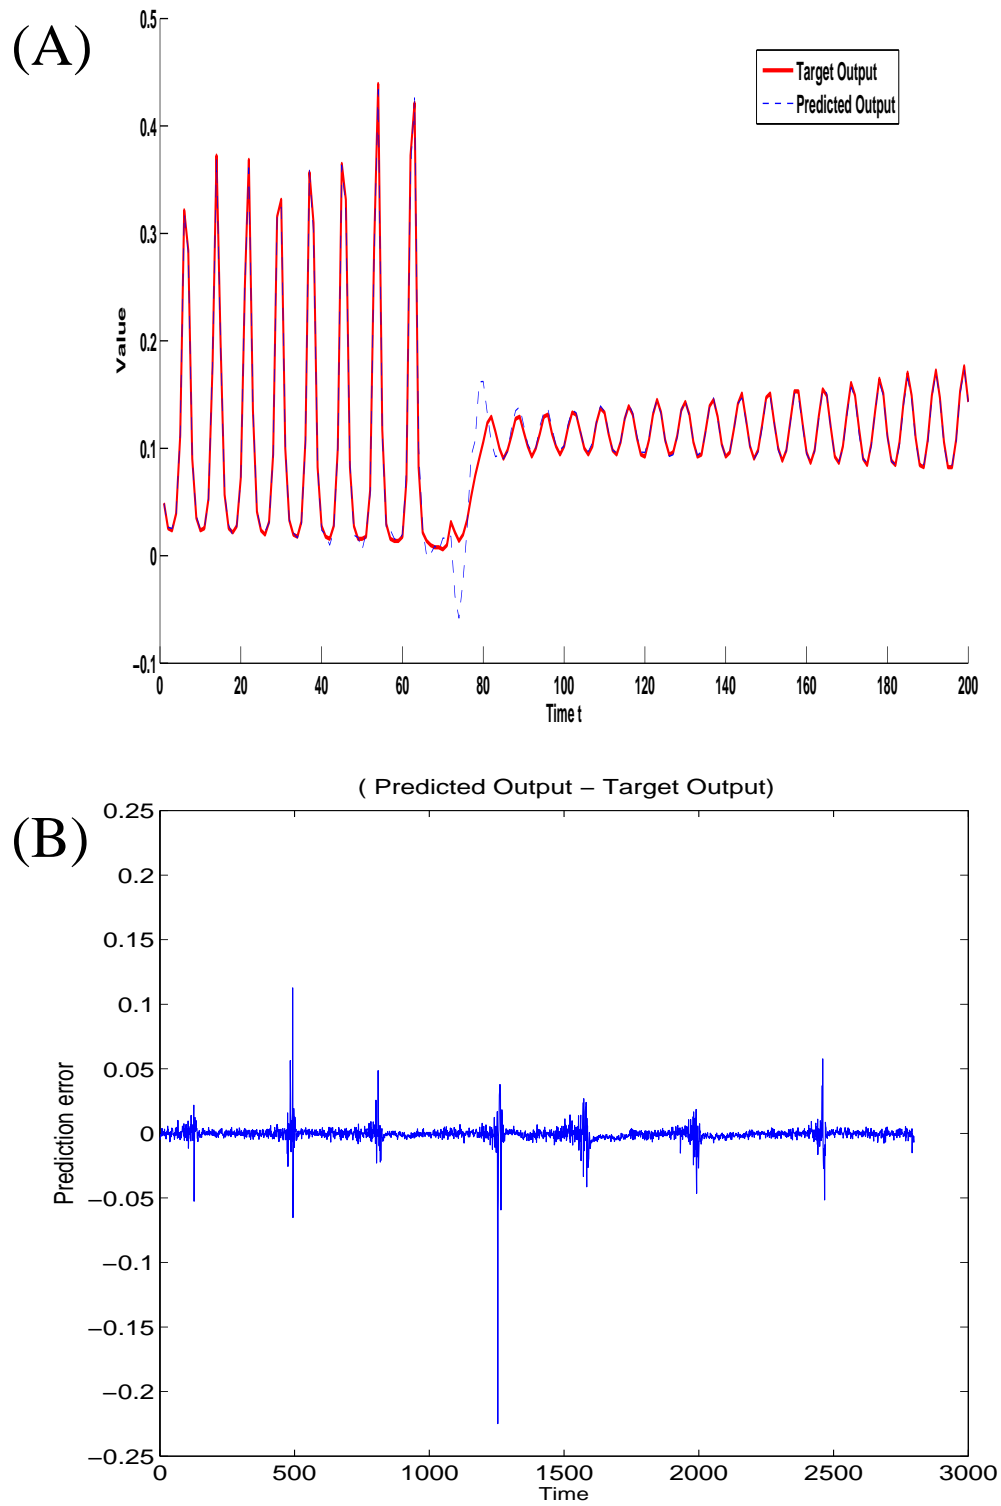 (A)
0.5
0.4
0.3
0.2
0.1
0
−0.1
Value
Target Output
Predicted Output
0 20 40 60 80 100 120 140 160 180 200
Time t
( Predicted Output − Target Output)
(B)
0.25
0.2
0.15
0.1
0.05
0
−0.05
−0.1
−0.15
−0.2
−0.25
Prediction error
0 500 1000 1500 2000 2500 3000
Time